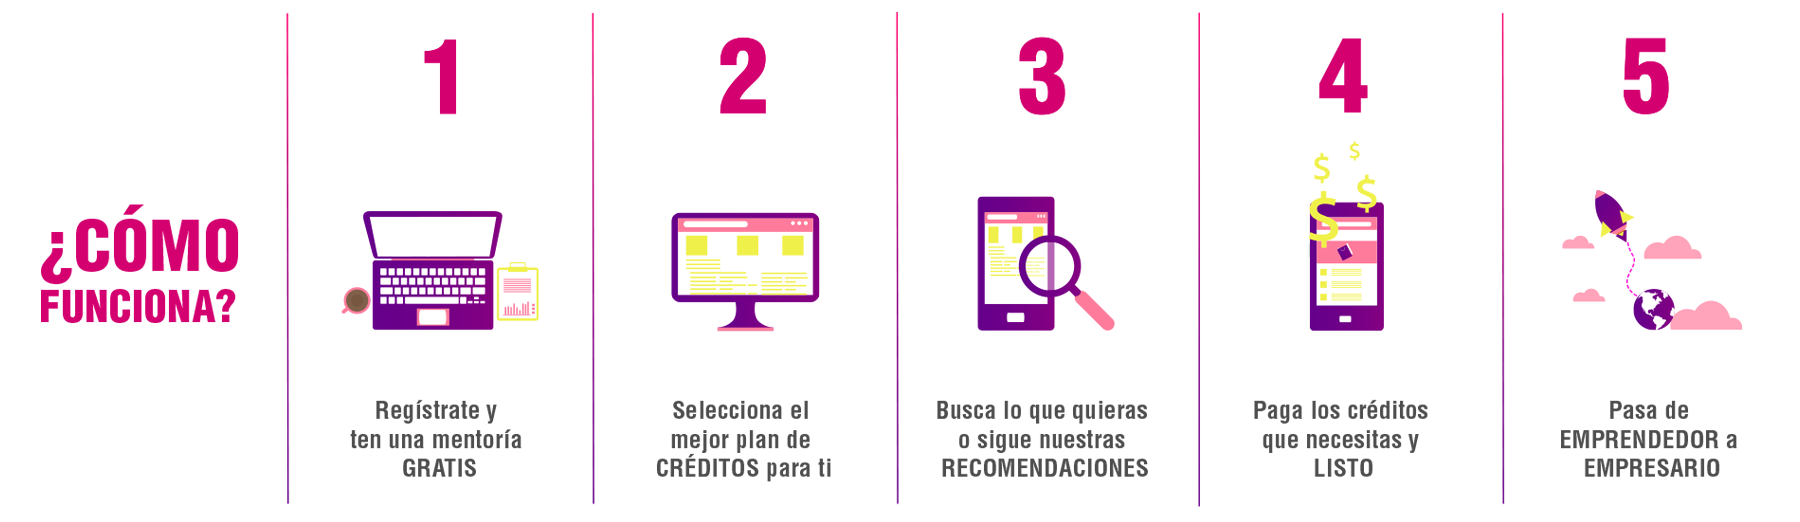 ¿CÓMO
FUNCIONA?
1
Regístrate y
ten una mentoría
GRATIS
2
Selecciona el
mejor plan de
CRÉDITOS para ti
3
Busca lo que quieras
o sigue nuestras
RECOMENDACIONES
4
$
$
$
$
Paga los créditos
que necesitas y
LISTO
5
Pasa de
EMPRENDEDOR a
EMPRESARIO